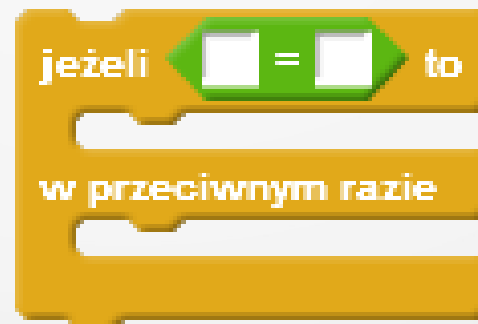 jeżeli = to
w przeciwnym razie